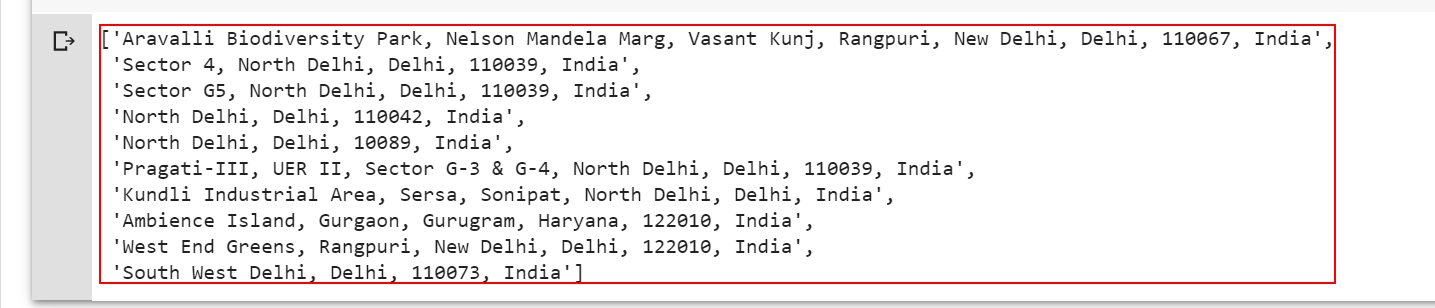 ['Aravalli Biodiversity Park, Nelson Mandela Marg, Vasant Kunj, Rangpuri, New Delhi, Delhi, 110067, India',
'Sector 4, North Delhi, Delhi, 110039, India',
'Sector G5, North Delhi, Delhi, 110039, India',
'North Delhi, Delhi, 110042, India',
'North Delhi, Delhi, 10089, India',
'Pragati-III, UER II, Sector G-3 & G-4, North Delhi, Delhi, 110039, India',
'Kundli Industrial Area, Sersa, Sonipat, North Delhi, Delhi, India',
'Ambience Island, Gurgaon, Gurugram, Haryana, 122010, India',
'West End Greens, Rangpuri, New Delhi, Delhi, 122010, India',
'South West Delhi, Delhi, 110073, India']